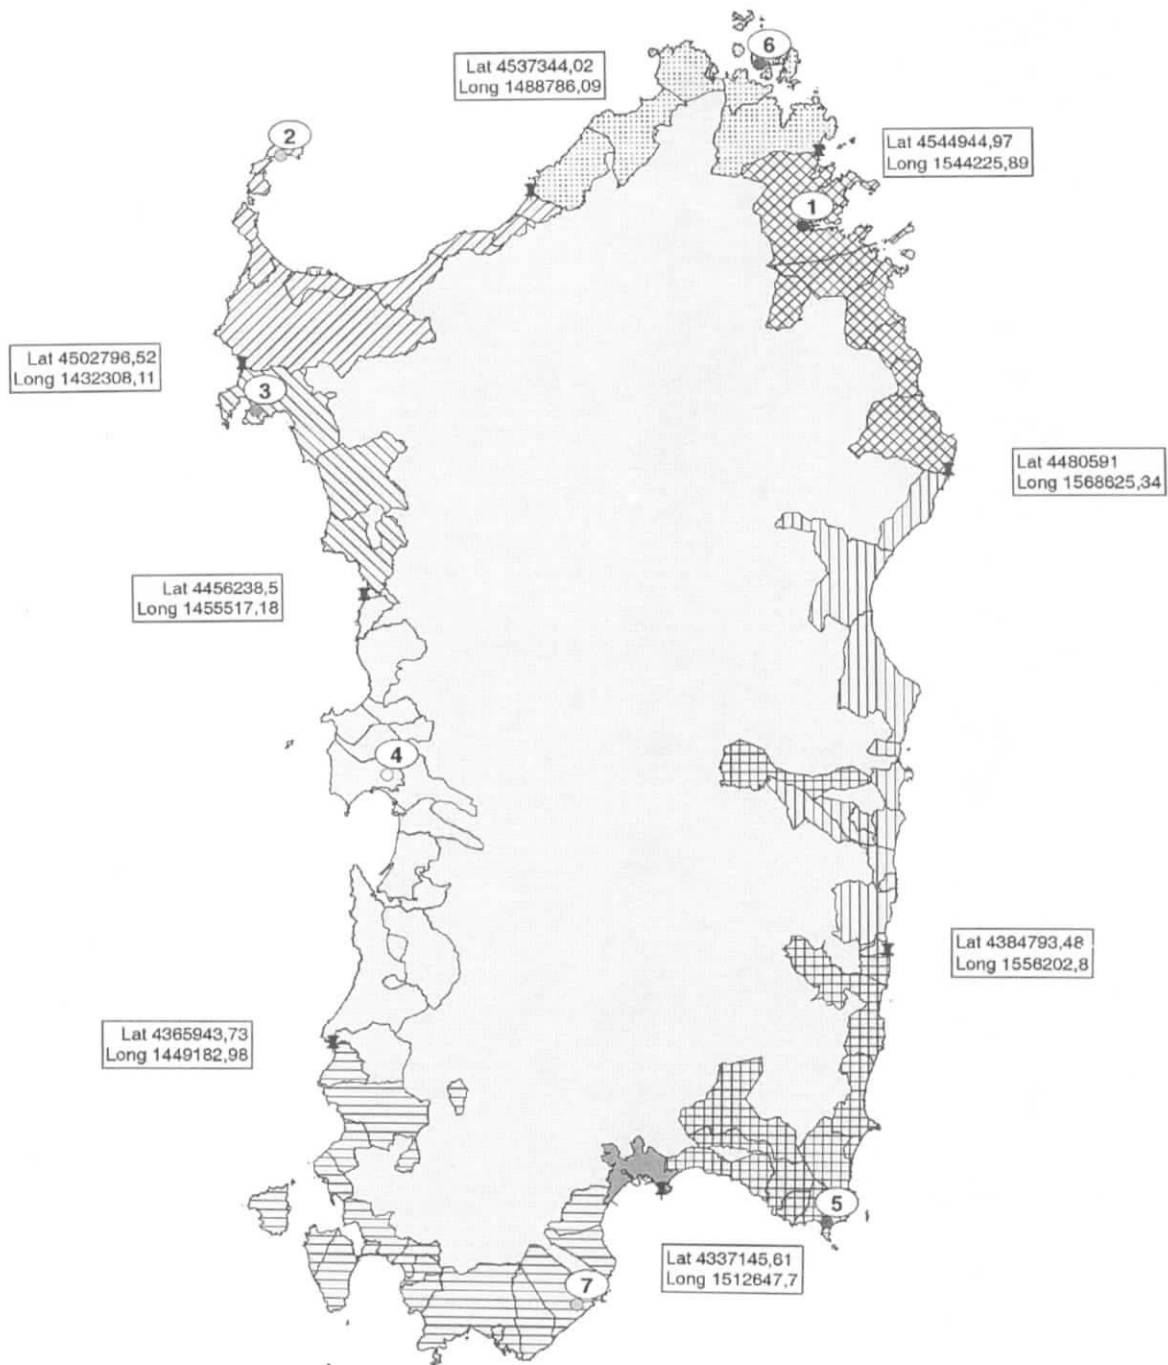 6
Lat 4537344,02
Long 1488786,09
2
Lat 4544944,97
Long 1544225,89
1
Lat 4502796,52
Long 1432308,11
3
Lat 4480591
Long 1568625,34
Lat 4456238,5
Long 1455517,18
4
Lat 4384793,48
Long 1556202,8
Lat 4365943,73
Long 1449182,98
5
Lat 4337145,61
Long 1512647,7
7